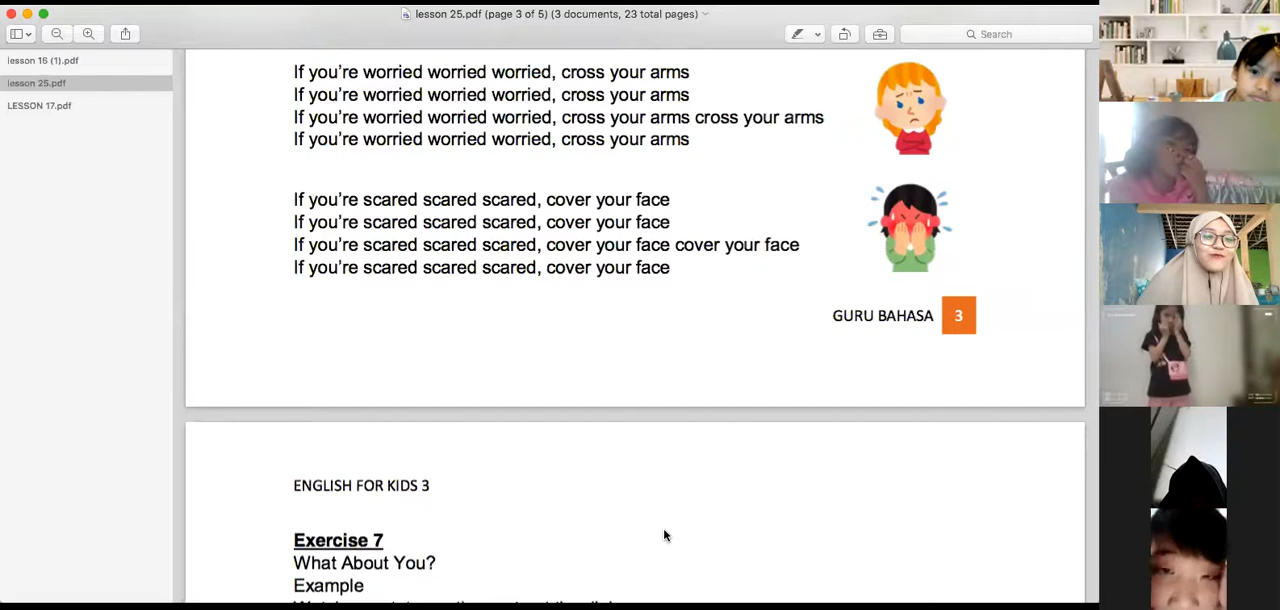 lesson 25.pdf (page 3 of 5) (3 documents, 23 total pages)
Search
lesson 16 (1).pdf
lesson 25.pdf
LESSON 17.pdf
If you're worried worried worried, cross your arms
If you're worried worried worried, cross your arms
If you're worried worried worried, cross your arms cross your arms
If you're worried worried worried, cross your arms
If you're scared scared scared, cover your face
If you're scared scared scared, cover your face
If you're scared scared scared, cover your face cover your face
If you're scared scared scared, cover your face
GURU BAHASA 3
ENGLISH FOR KIDS 3
Exercise 7
What About You?
Example